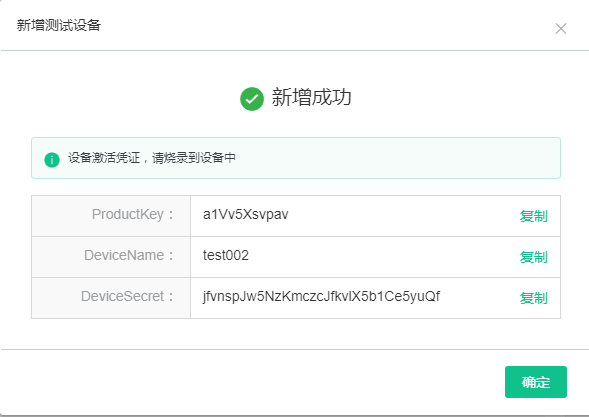 新增测试设备
新增成功
设备激活凭证，请烧录到设备中
ProductKey： a1Vv5Xsvpav 复制
DeviceName： test002 复制
DeviceSecret： jfvnspJw5NzKmczcJfkvlX5b1Ce5yuQf 复制
确定